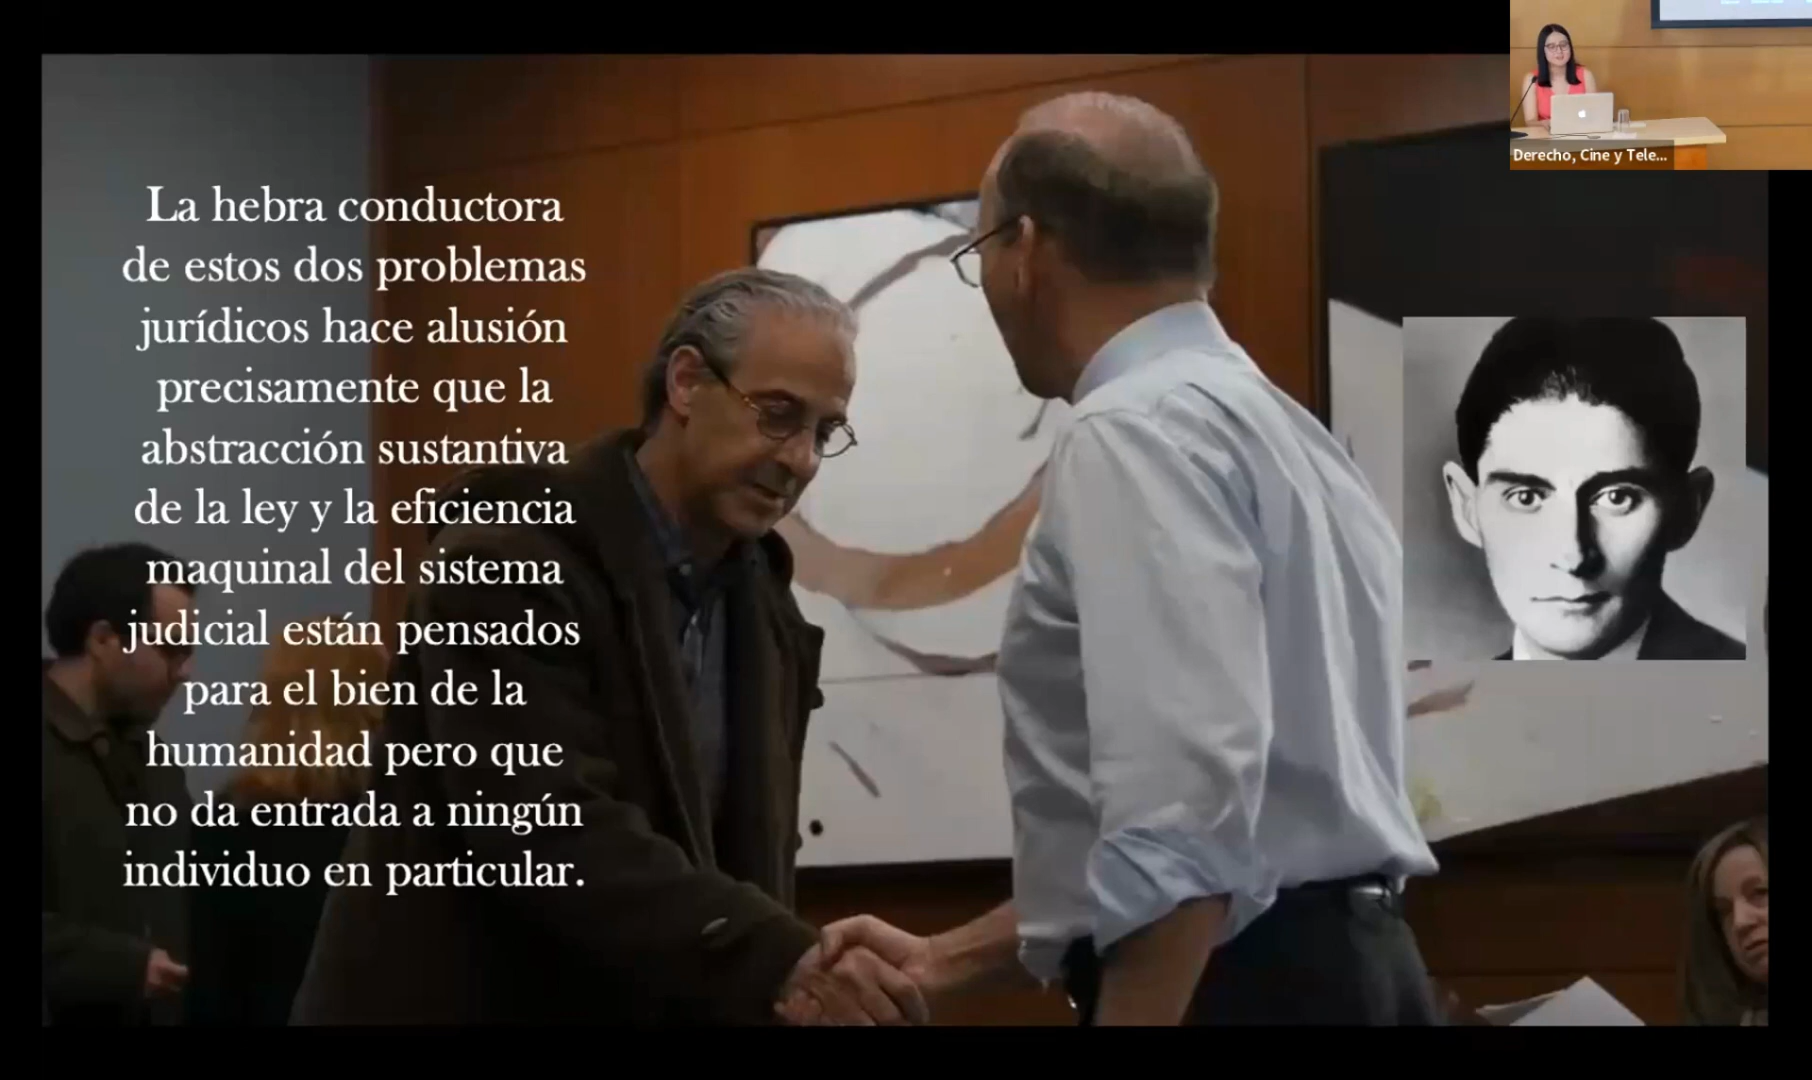 La hebra conductora
de estos dos problemas
jurídicos hace alusión
precisamente que la
abstracción sustantiva
de la ley y la eficiencia
maquinal del sistema
judicial están pensados
para el bien de la
humanidad pero que
no da entrada a ningún
individuo en particular.
Derecho, Cine y Tele...